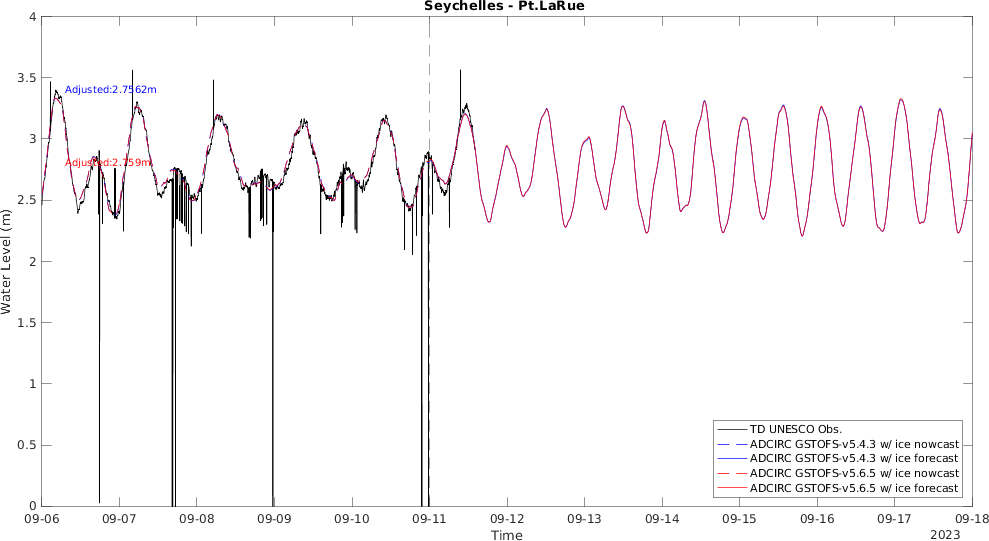 Seychelles - Pt.LaRue
4
3.5
3
2.5
2
1.5
1
0.5
0
Water Level (m)
Adjusted:2.7562m
Adjusted:2.759m
TD UNESCO Obs.
ADCIRC GSTOFS-v5.4.3 w/ ice nowcast
ADCIRC GSTOFS-v5.4.3 w/ ice forecast
ADCIRC GSTOFS-v5.6.5 w/ ice nowcast
ADCIRC GSTOFS-v5.6.5 w/ ice forecast
09-06 09-07 09-08 09-09 09-10 09-11 09-12 09-13 09-14 09-15 09-16 09-17 09-18
Time
2023